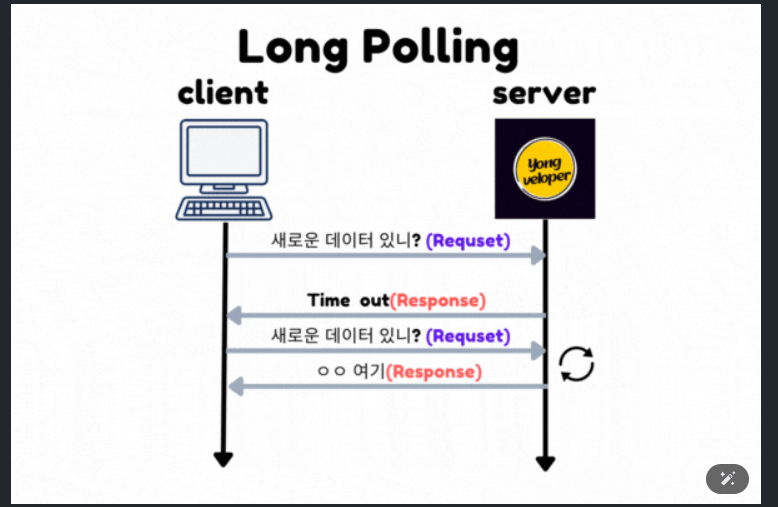 Long Polling
client
server
Yong
veloper
새로운 데이터 있니? (Requset)
Time out(Response)
새로운 데이터 있니? (Requset)
ㅇㅇ 여기(Response)